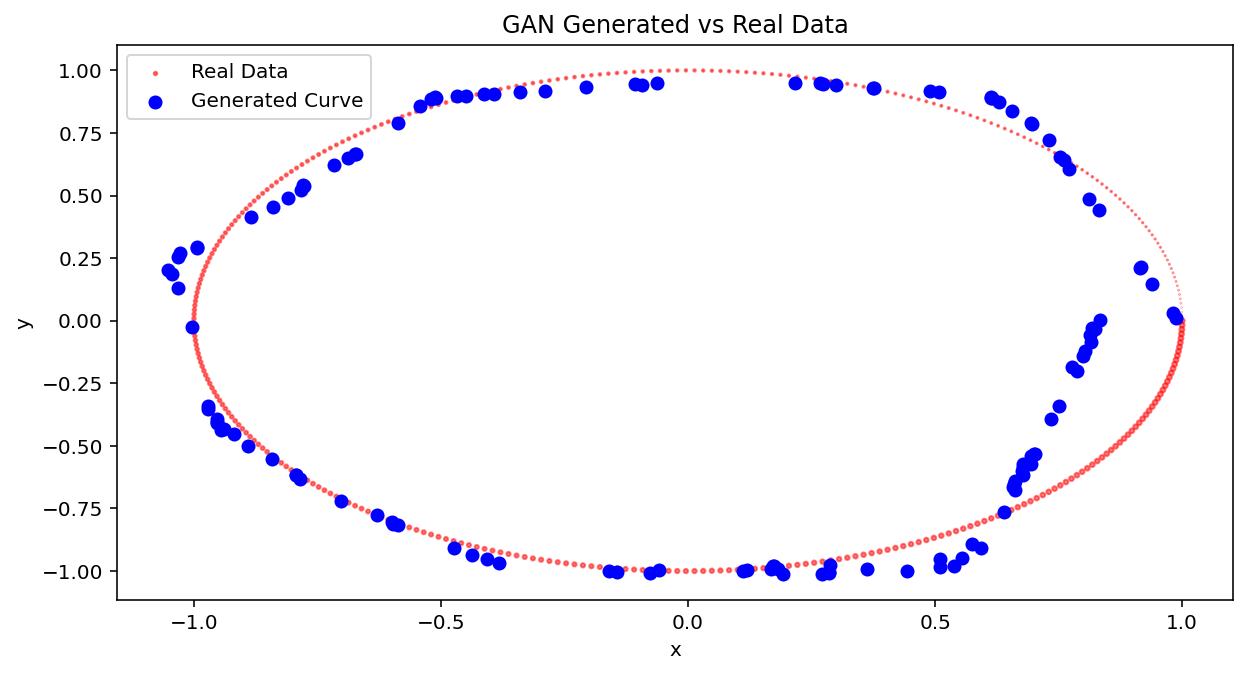 GAN Generated vs Real Data
Real Data
Generated Curve
1.00
0.75
0.50
0.25
0.00
−0.25
−0.50
−0.75
−1.00
y
−1.0 −0.5 0.0 0.5 1.0
x